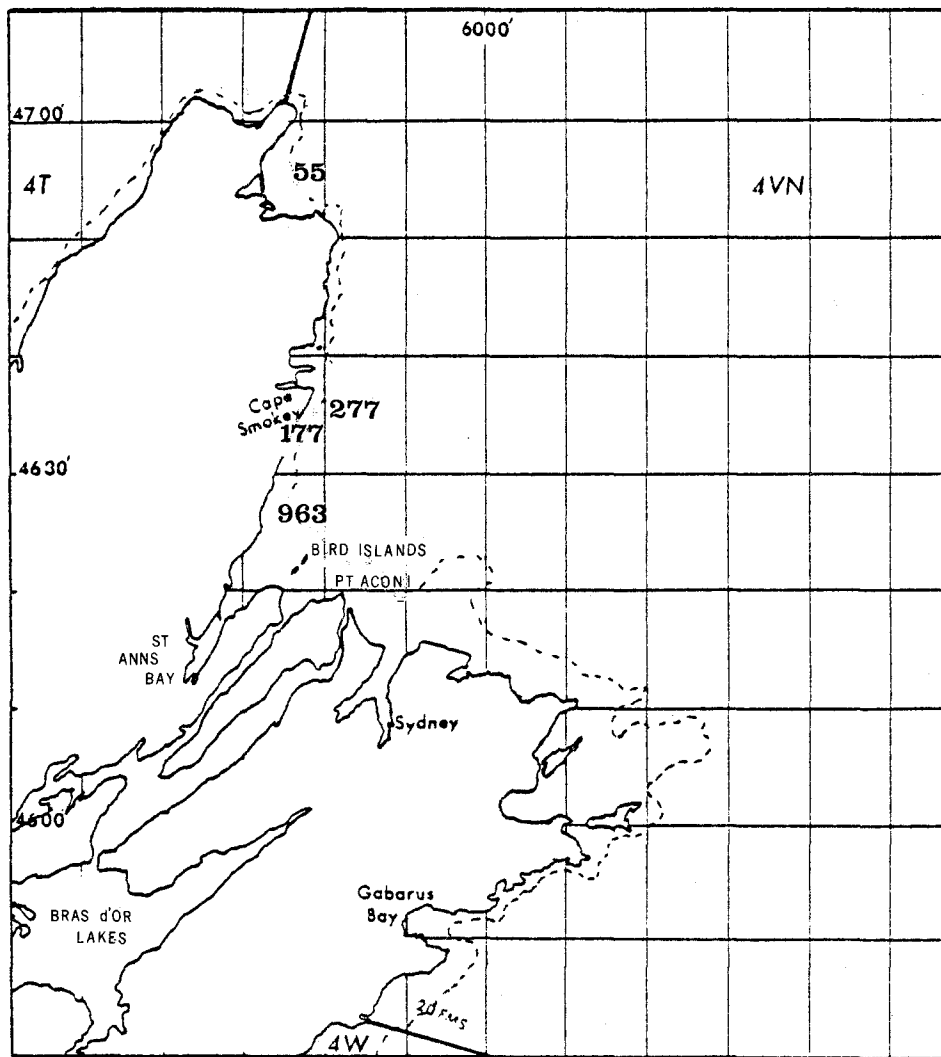 6000'
4700'
4T
55
4VN
Cape
Smokey
277
177
4630'
963
BIRD ISLANDS
PT ACONI
ST
ANNS
BAY
Sydney
4600'
Gabarus
Bay
BRAS d'OR
LAKES
30 FMS
4W